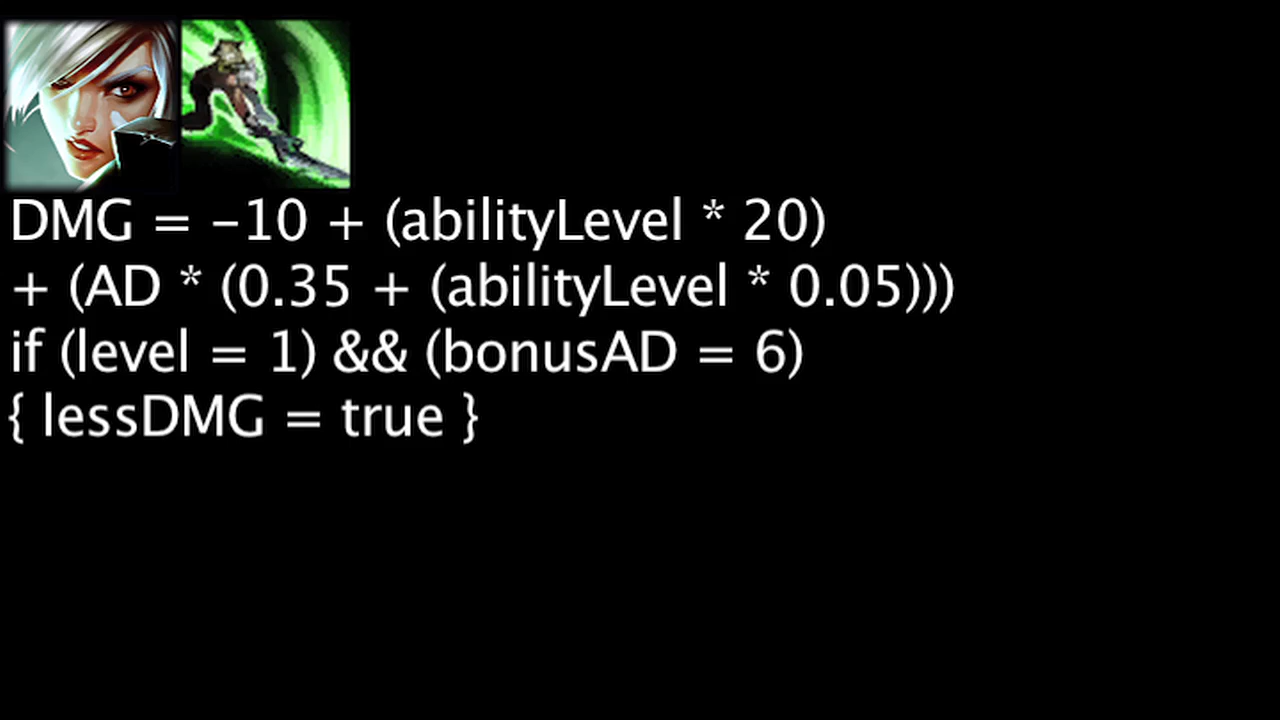 DMG = -10 + (abilityLevel * 20)
+ (AD * (0.35 + (abilityLevel * 0.05)))
if (level = 1) && (bonusAD = 6)
{ lessDMG = true }